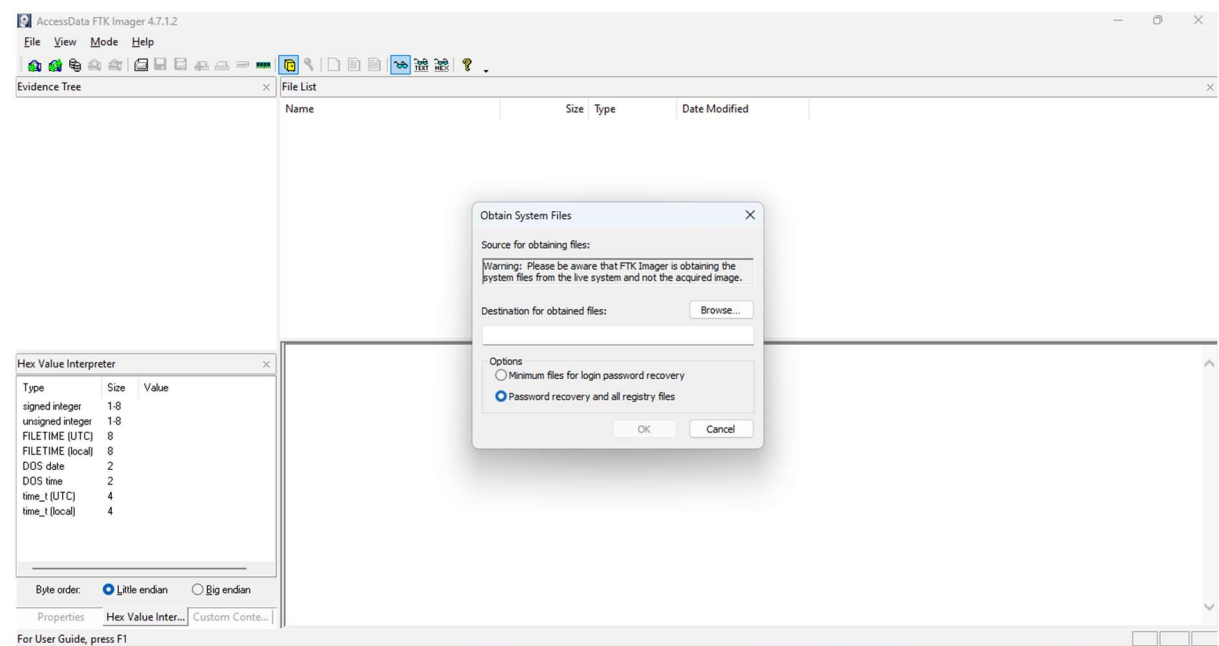 AccessData FTK Imager 4.7.1.2
File View Mode Help
TEXT HEX
Evidence Tree
File List
Name Size Type Date Modified
Obtain System Files
Source for obtaining files:
Warning: Please be aware that FTK Imager is obtaining the
system files from the live system and not the acquired image.
Destination for obtained files: Browse...
Options
Minimum files for login password recovery
Password recovery and all registry files
OK Cancel
Hex Value Interpreter
Type Size Value
signed integer 1-8
unsigned integer 1-8
FILETIME (UTC) 8
FILETIME (local) 8
DOS date 2
DOS time 2
time_t (UTC) 4
time_t (local) 4
Byte order: Little endian Big endian
Properties Hex Value Inter... Custom Conte...
For User Guide, press F1